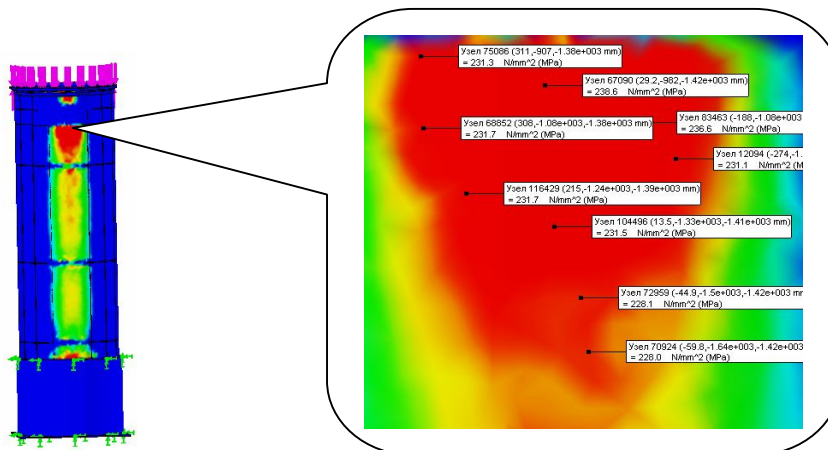 Узел 75086 (311,-907,-1.38e+003 mm)
= 231.3 N/mm^2 (MPa)
Узел 67090 (29.2,-982,-1.42e+003 mm)
= 238.6 N/mm^2 (MPa)
Узел 68852 (308,-1.08e+003,-1.38e+003 mm)
= 231.7 N/mm^2 (MPa)
Узел 83463 (-188,-1.08e+003
= 236.6 N/mm^2 (MPa)
Узел 12094 (-274,-1.
= 231.1 N/mm^2 (M
Узел 116429 (215,-1.24e+003,-1.39e+003 mm)
= 231.7 N/mm^2 (MPa)
Узел 104496 (13.5,-1.33e+003,-1.41e+003 mm)
= 231.5 N/mm^2 (MPa)
Узел 72959 (-44.9,-1.5e+003,-1.42e+003 mm
= 228.1 N/mm^2 (MPa)
Узел 70924 (-59.8,-1.64e+003,-1.42e+003
= 228.0 N/mm^2 (MPa)